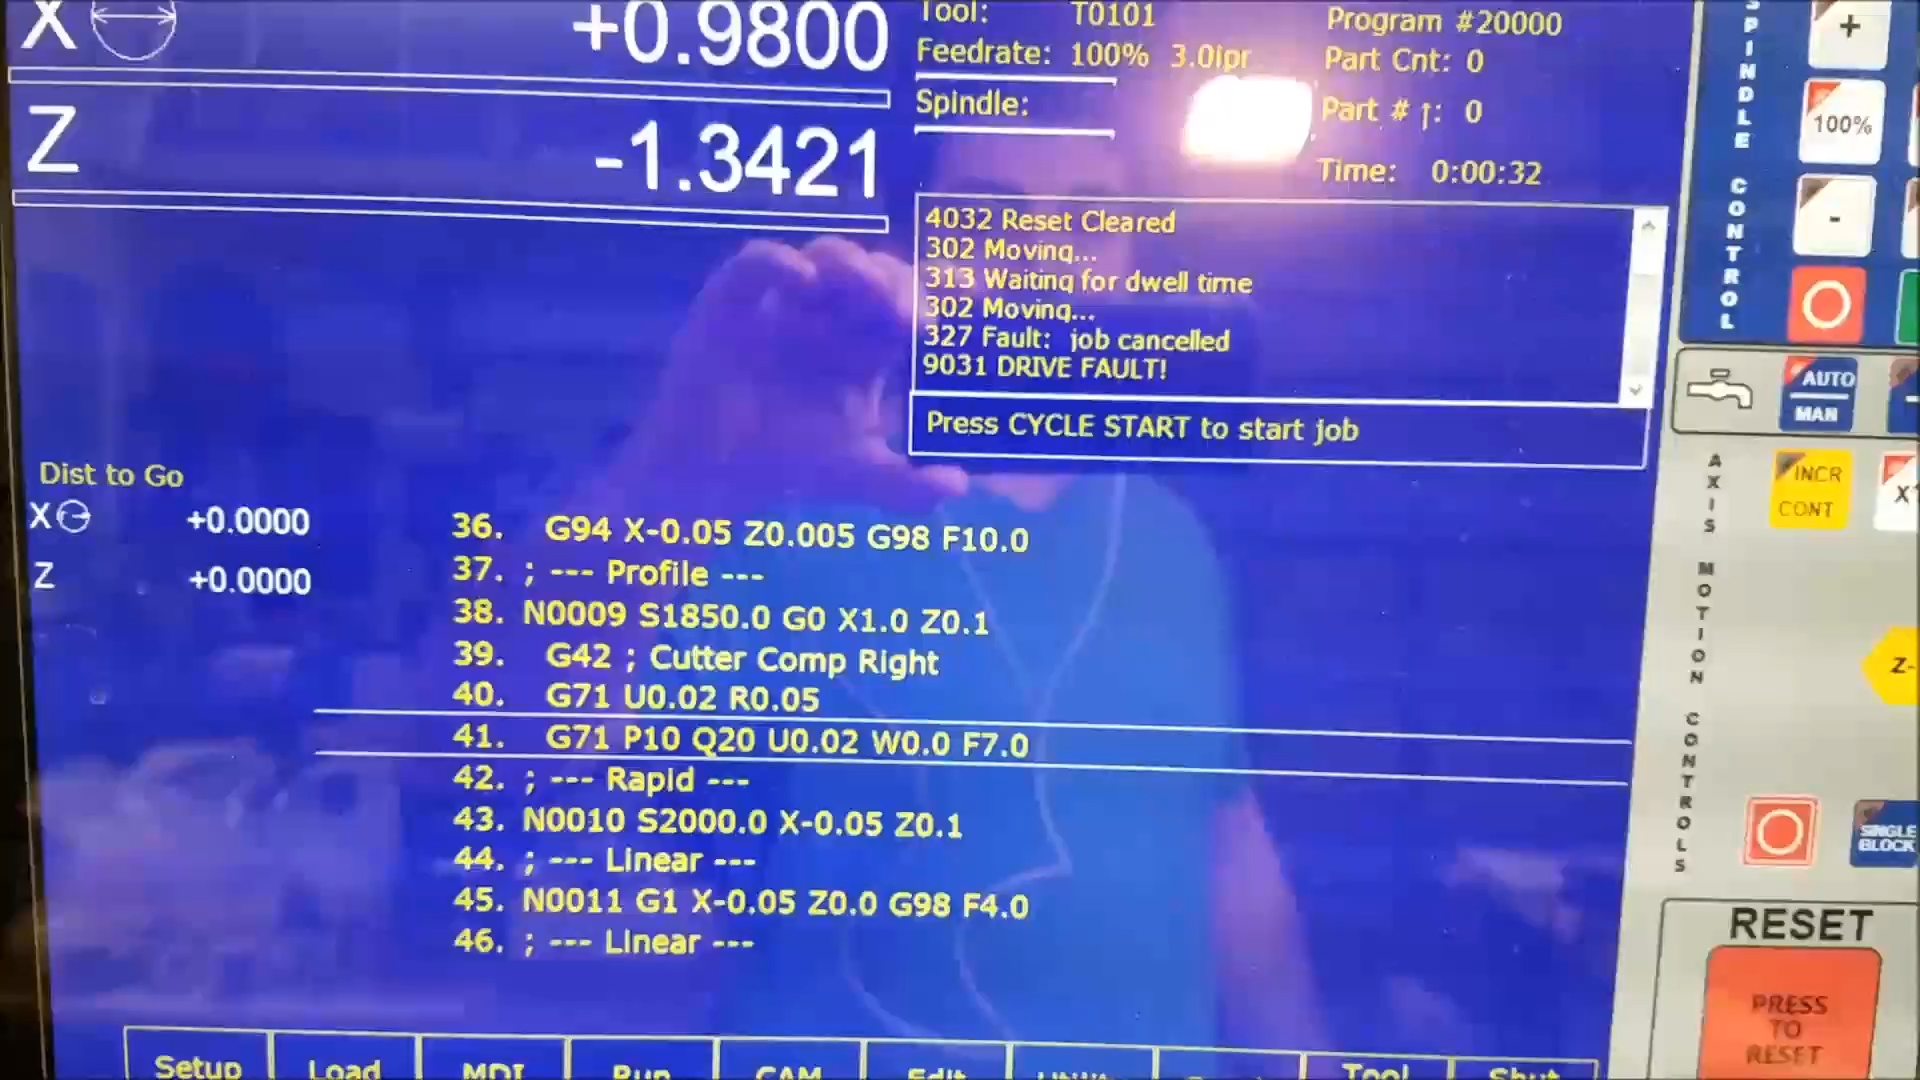 X +0.9800
Z -1.3421
Tool: T0101
Feedrate: 100% 3.0ipr
Spindle:
Program #20000
Part Cnt: 0
Part # ↑: 0
Time: 0:00:32
4032 Reset Cleared
302 Moving...
313 Waiting for dwell time
302 Moving...
327 Fault: job cancelled
9031 DRIVE FAULT!
Press CYCLE START to start job
Dist to Go
X +0.0000
Z +0.0000
36. G94 X-0.05 Z0.005 G98 F10.0
37. ; --- Profile ---
38. N0009 S1850.0 G0 X1.0 Z0.1
39. G42 ; Cutter Comp Right
40. G71 U0.02 R0.05
41. G71 P10 Q20 U0.02 W0.0 F7.0
42. ; --- Rapid ---
43. N0010 S2000.0 X-0.05 Z0.1
44. ; --- Linear ---
45. N0011 G1 X-0.05 Z0.0 G98 F4.0
46. ; --- Linear ---
Setup Load MDI Run CAM Edit Tool Shut
SPINDLE CONTROL
+
100%
-
AUTO
MAN
AXIS MOTION CONTROLS
INCR
CONT
Z-
SINGLE
BLOCK
RESET
PRESS
TO
RESET